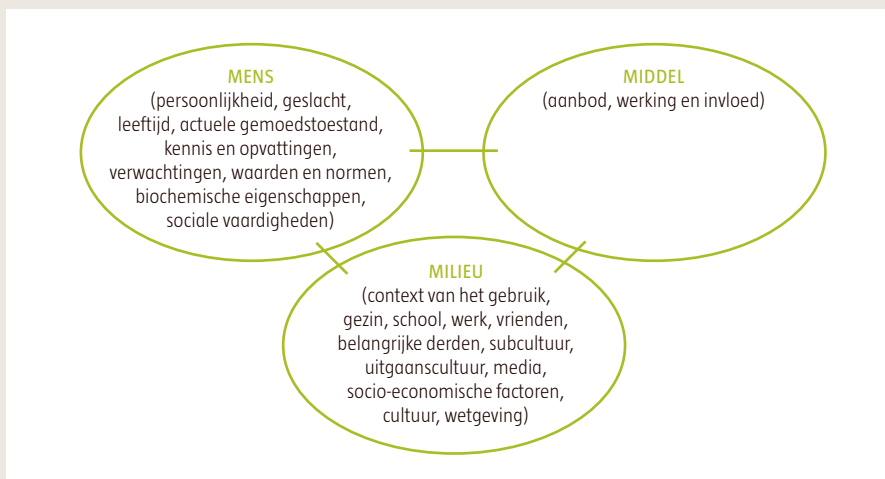 MENS
(persoonlijkheid, geslacht,
leeftijd, actuele gemoedstoestand,
kennis en opvattingen,
verwachtingen, waarden en normen,
biochemische eigenschappen,
sociale vaardigheden)
MIDDEL
(aanbod, werking en invloed)
MILIEU
(context van het gebruik,
gezin, school, werk, vrienden,
belangrijke derden, subcultuur,
uitgaanscultuur, media,
socio-economische factoren,
cultuur, wetgeving)